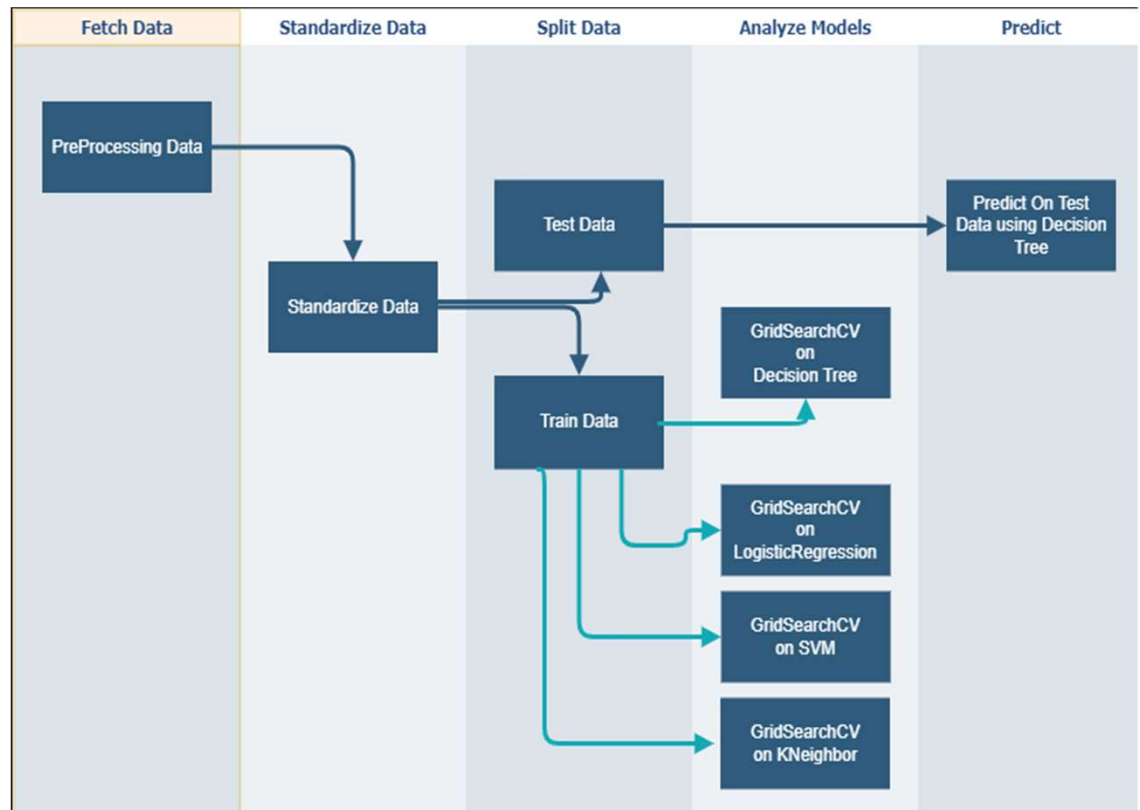 Fetch Data
Standardize Data
Split Data
Analyze Models
Predict
PreProcessing Data
Standardize Data
Test Data
Train Data
GridSearchCV
on
Decision Tree
GridSearchCV
on
LogisticRegression
GridSearchCV
on SVM
GridSearchCV
on KNeighbor
Predict On Test
Data using Decision
Tree